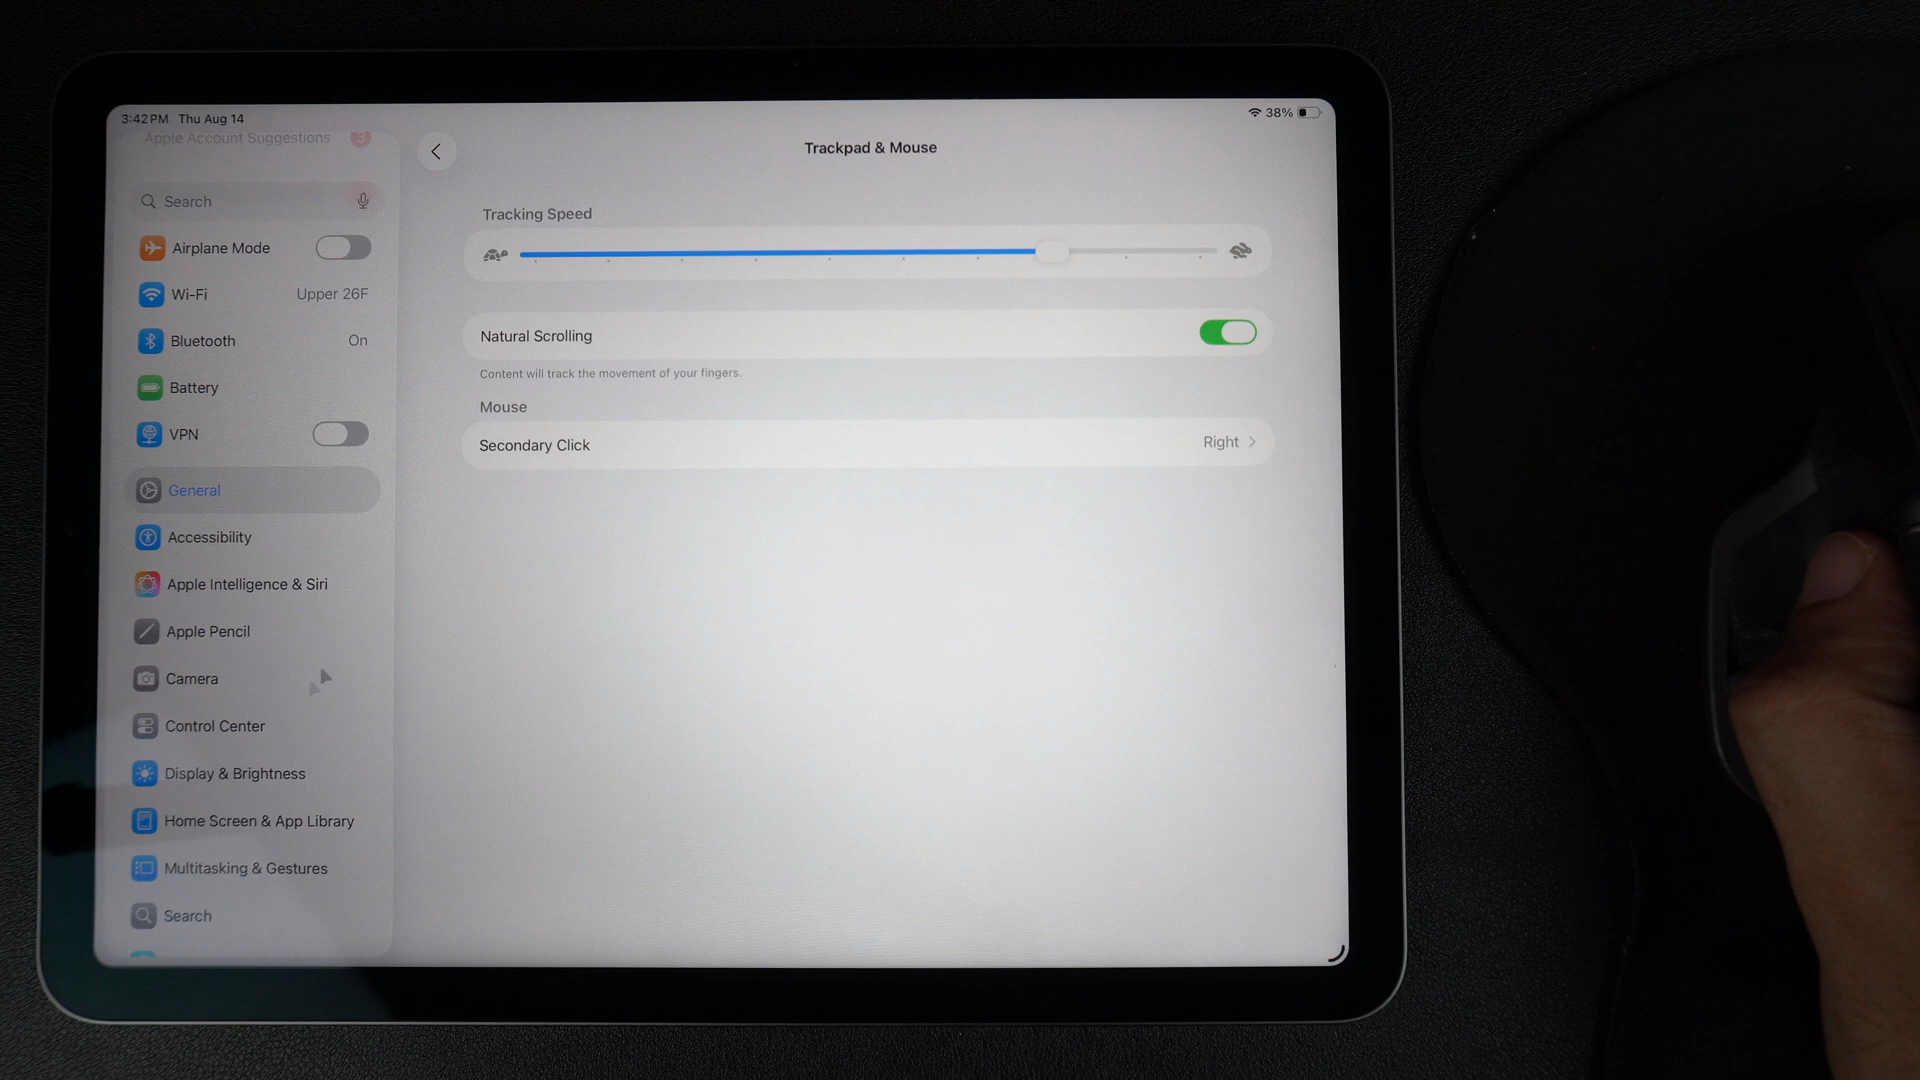 3:42 PM Thu Aug 14
38%
Apple Account Suggestions 3
Search
Airplane Mode
Wi-Fi Upper 26F
Bluetooth On
Battery
VPN
General
Accessibility
Apple Intelligence & Siri
Apple Pencil
Camera
Control Center
Display & Brightness
Home Screen & App Library
Multitasking & Gestures
Search
Trackpad & Mouse
Tracking Speed
Natural Scrolling
Content will track the movement of your fingers.
Mouse
Secondary Click Right